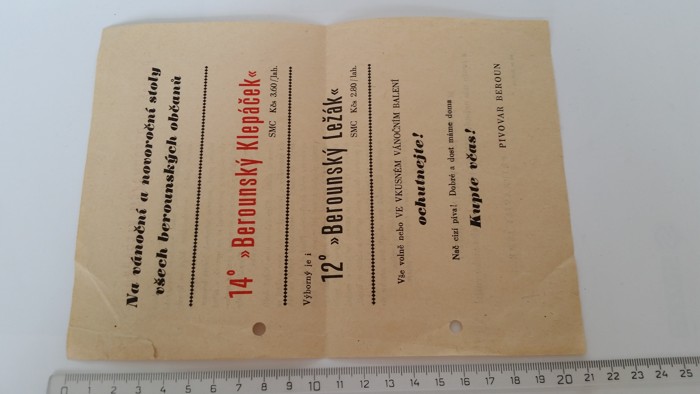 Na vánoční a novoroční stoly
všech berounských občanů
14° »Berounský Klepáček«
SMC Kčs 3.60/lah.
Výborný je i
12° »Berounský Ležák«
SMC Kčs 2.80/lah.
Vše volně nebo VE VKUSNÉM VÁNOČNÍM BALENÍ
ochutnejte!
Nač cizí piva! Dobré a dost máme doma
Kupte včas!
PIVOVAR BEROUN
0 1 2 3 4 5 6 7 8 9 10 11 12 13 14 15 16 17 18 19 20 21 22 23 24 25